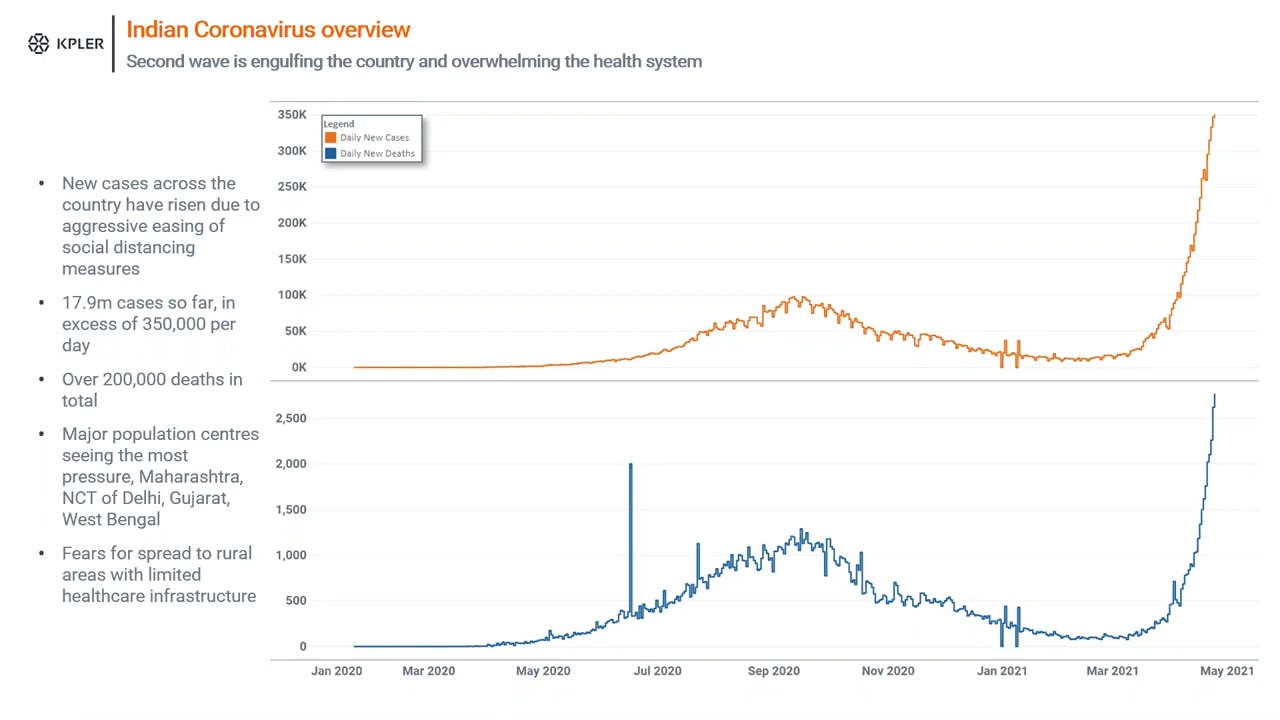 KPLER
Indian Coronavirus overview
Second wave is engulfing the country and overwhelming the health system
• New cases across the
country have risen due to
aggressive easing of
social distancing
measures
• 17.9m cases so far, in
excess of 350,000 per
day
• Over 200,000 deaths in
total
• Major population centres
seeing the most
pressure, Maharashtra,
NCT of Delhi, Gujarat,
West Bengal
• Fears for spread to rural
areas with limited
healthcare infrastructure
Legend
Daily New Cases
Daily New Deaths
350K
300K
250K
200K
150K
100K
50K
0K
2,500
2,000
1,500
1,000
500
0
Jan 2020 Mar 2020 May 2020 Jul 2020 Sep 2020 Nov 2020 Jan 2021 Mar 2021 May 2021